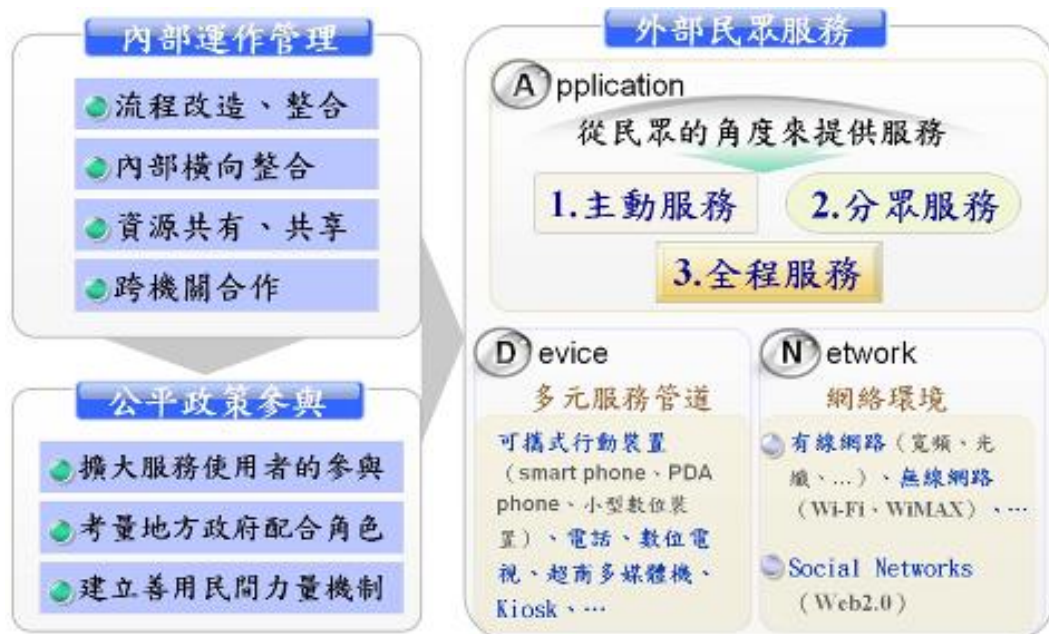 內部運作管理
流程改造、整合
內部橫向整合
資源共有、共享
跨機關合作
公平政策參與
擴大服務使用者的參與
考量地方政府配合角色
建立善用民間力量機制
外部民眾服務
Application
從民眾的角度來提供服務
1.主動服務
2.分眾服務
3.全程服務
Device
多元服務管道
可攜式行動裝置
（smart phone、PDA
phone、小型數位裝
置）、電話、數位電
視、超商多媒體機、
Kiosk、…
Network
網絡環境
有線網路（寬頻、光
纖、…）、無線網路
（Wi-Fi、WiMAX）、…
Social Networks
（Web2.0）